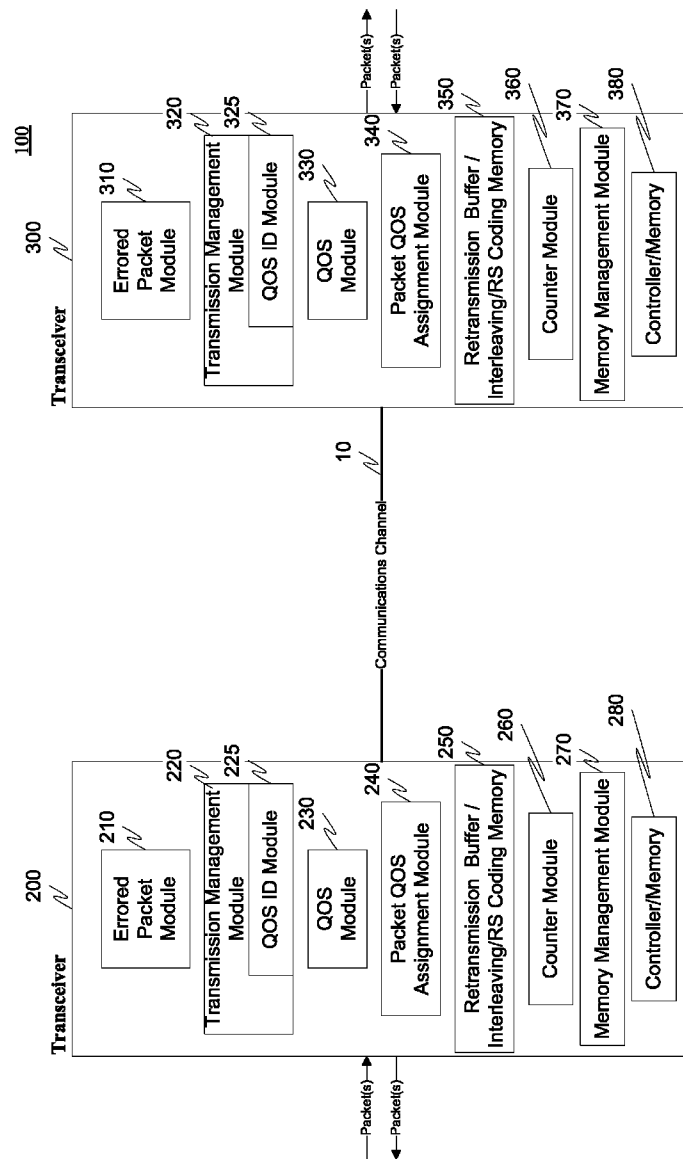 100
200
Transceiver
210
Errored
Packet
Module
220
Transmission Management
Module
225
QOS ID Module
230
QOS
Module
240
Packet QOS
Assignment Module
250
Retransmission Buffer /
Interleaving/RS Coding Memory
260
Counter Module
270
Memory Management Module
280
Controller/Memory
Packet(s)
Packet(s)
10
Communications Channel
300
Transceiver
310
Errored
Packet
Module
320
Transmission Management
Module
325
QOS ID Module
330
QOS
Module
340
Packet QOS
Assignment Module
350
Retransmission Buffer /
Interleaving/RS Coding Memory
360
Counter Module
370
Memory Management Module
380
Controller/Memory
Packet(s)
Packet(s)